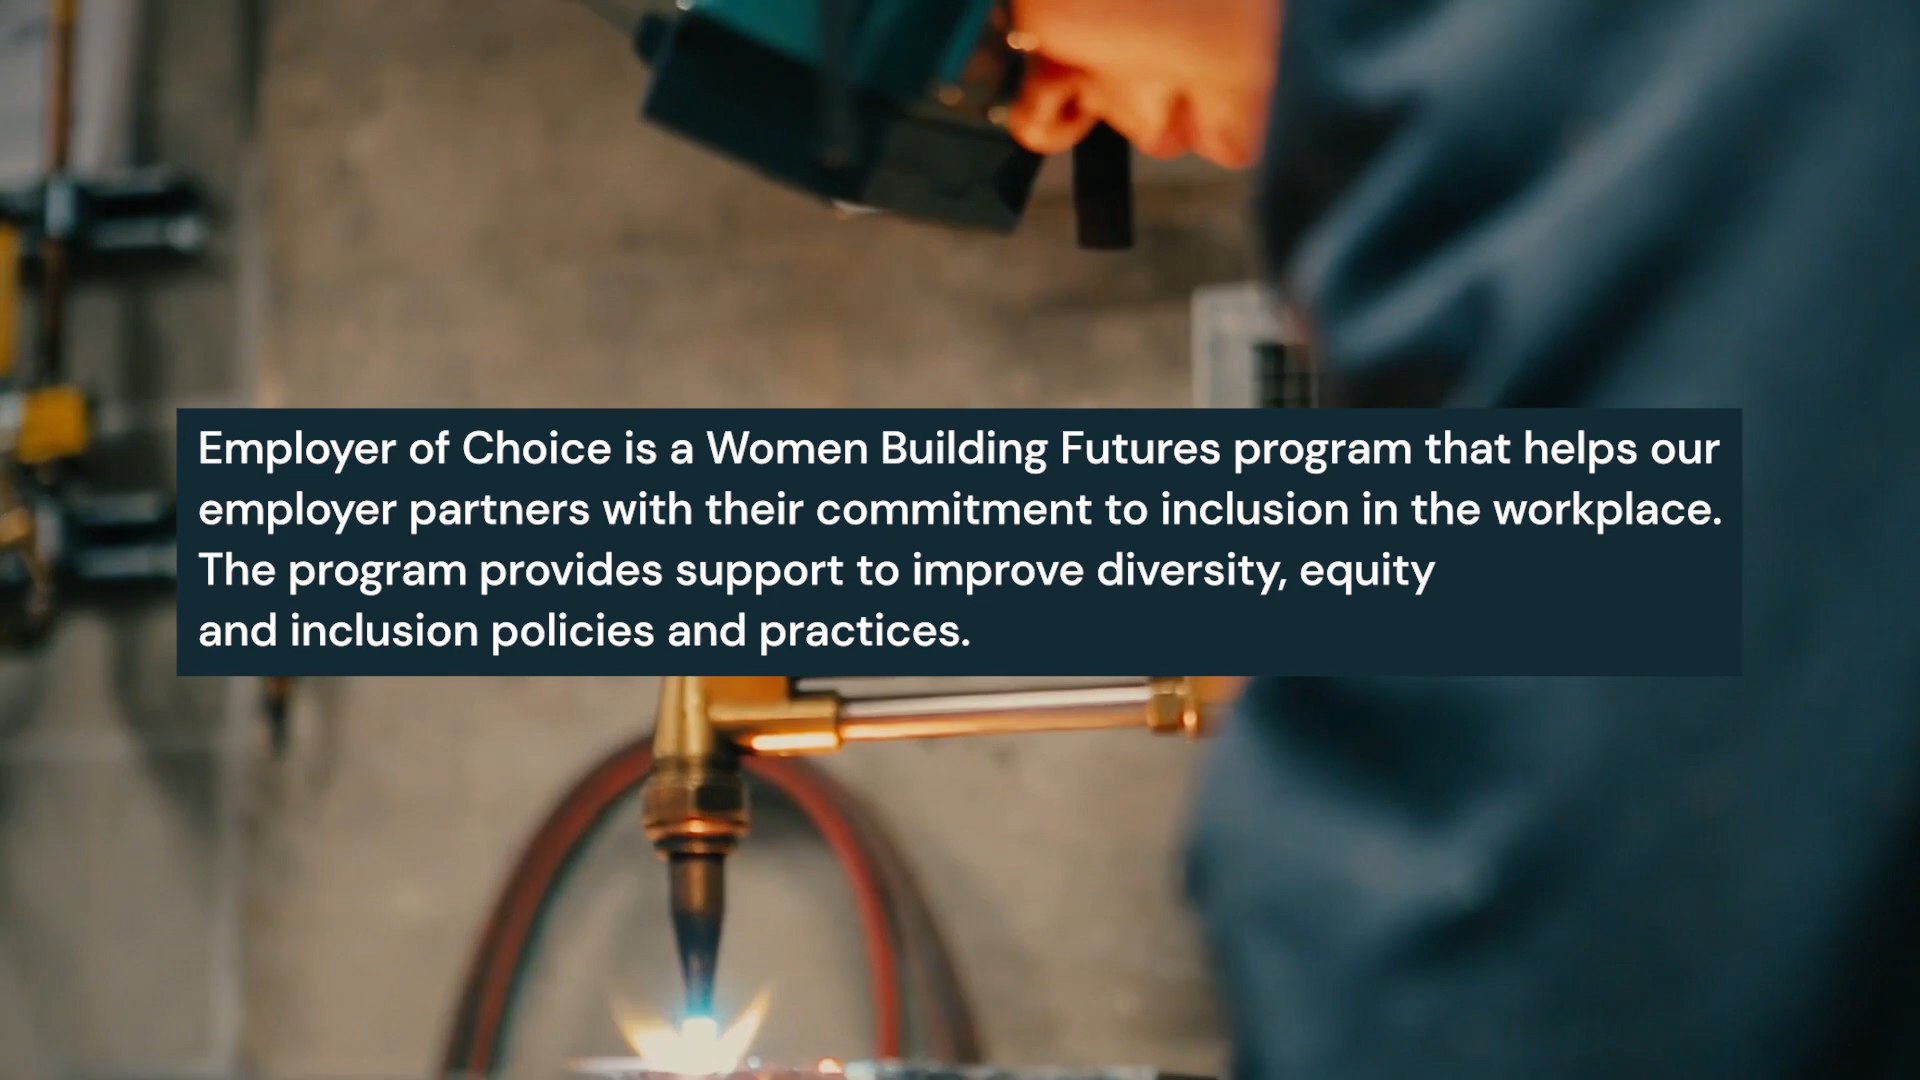 Employer of Choice is a Women Building Futures program that helps our
employer partners with their commitment to inclusion in the workplace.
The program provides support to improve diversity, equity
and inclusion policies and practices.